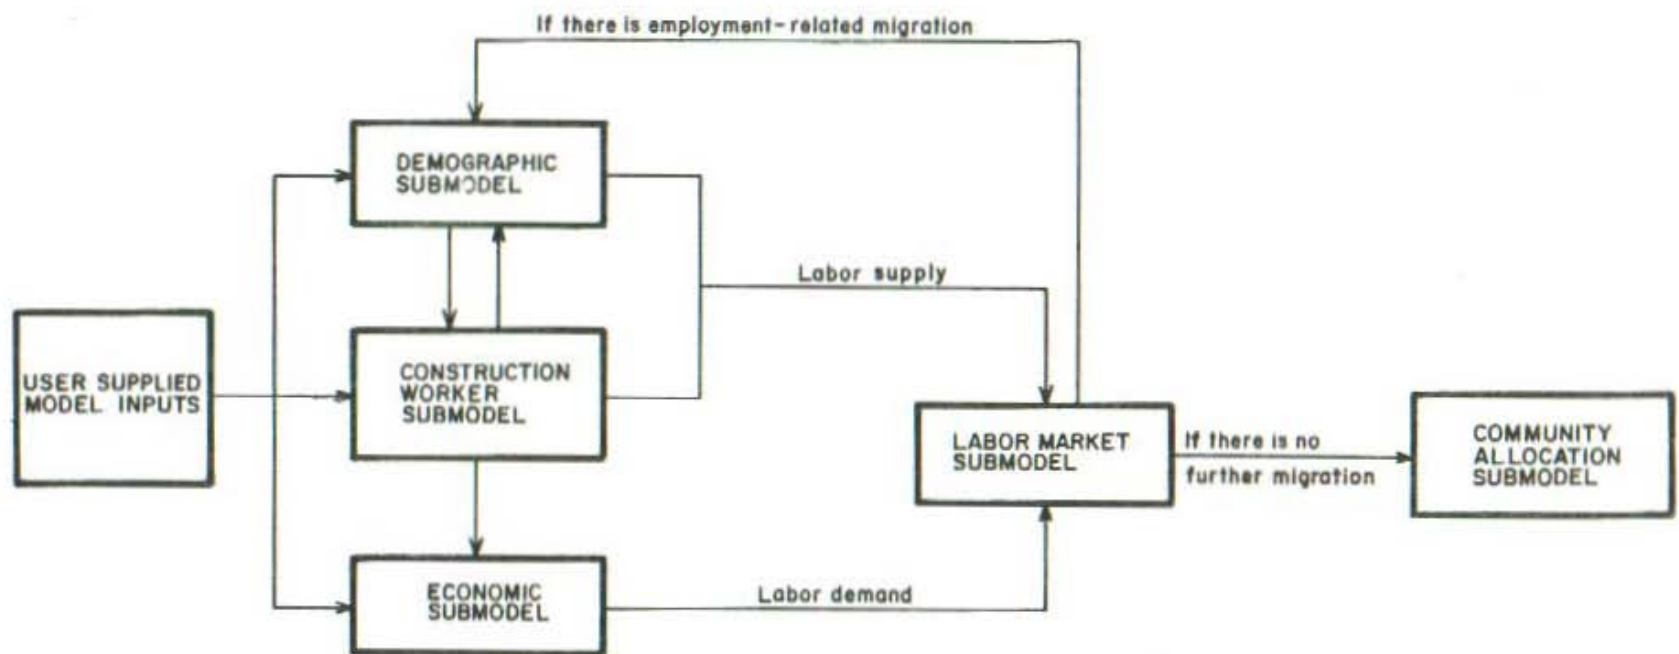 If there is employment-related migration
DEMOGRAPHIC
SUBMODEL
Labor supply
USER SUPPLIED
MODEL INPUTS
CONSTRUCTION
WORKER
SUBMODEL
LABOR MARKET
SUBMODEL
If there is no
further migration
COMMUNITY
ALLOCATION
SUBMODEL
ECONOMIC
SUBMODEL
Labor demand